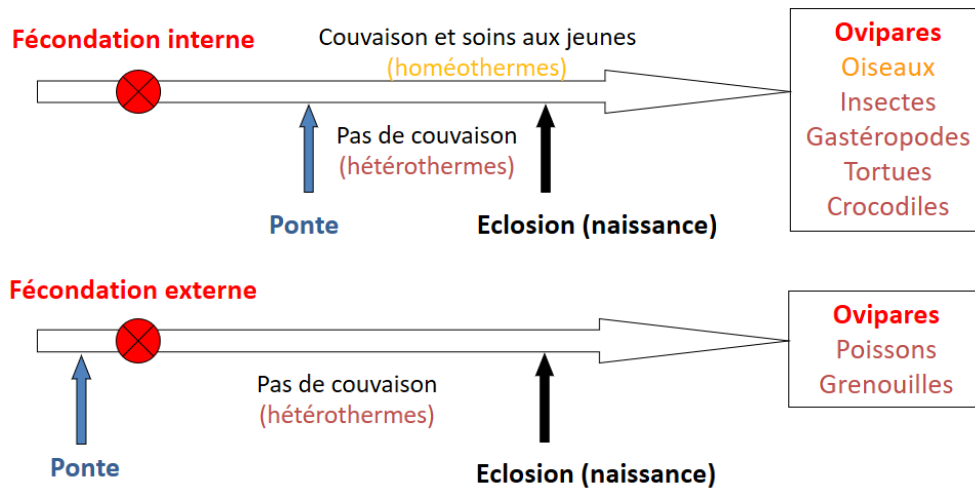 Fécondation interne
Couvaison et soins aux jeunes
(homéothermes)
Pas de couvaison
(hétérothermes)
Ponte
Eclosion (naissance)
Ovipares
Oiseaux
Insectes
Gastéropodes
Tortues
Crocodiles
Fécondation externe
Pas de couvaison
(hétérothermes)
Ponte
Eclosion (naissance)
Ovipares
Poissons
Grenouilles